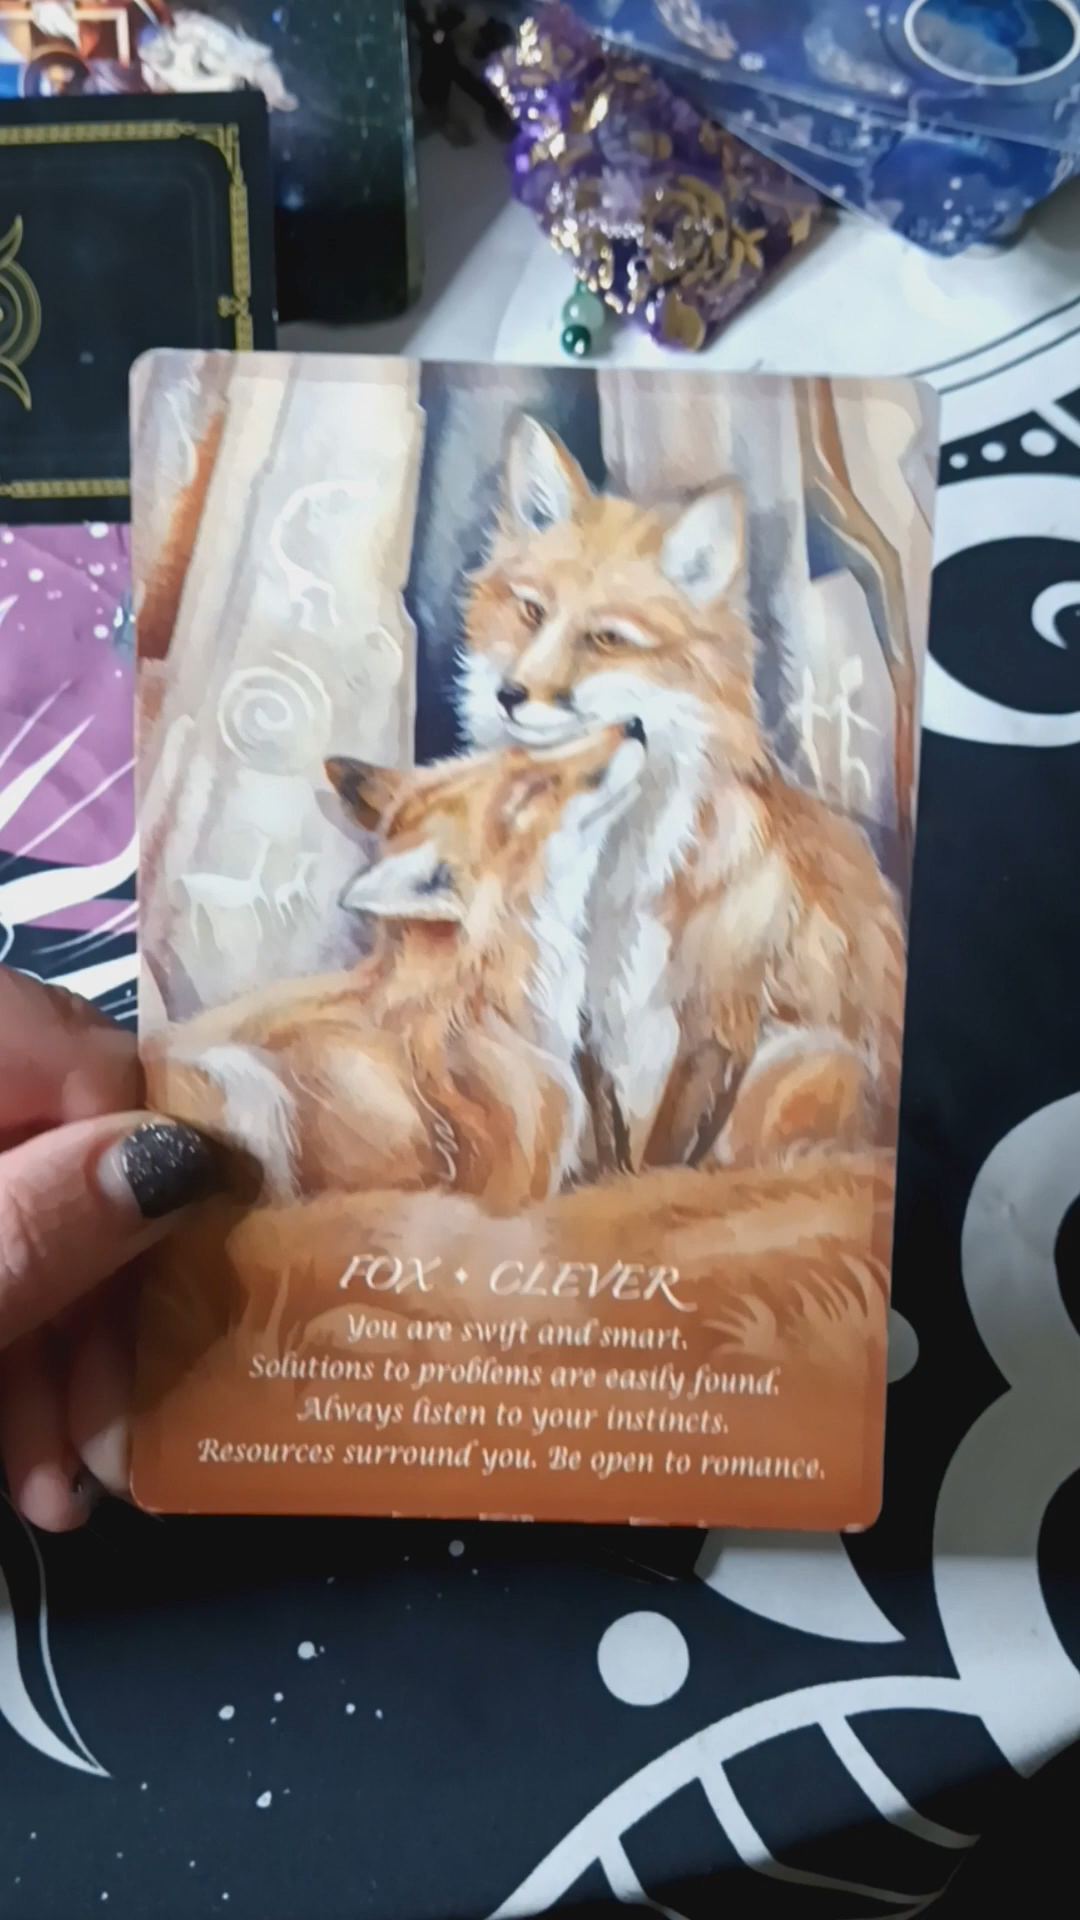 FOX • CLEVER
You are swift and smart.
Solutions to problems are easily found.
Always listen to your instincts.
Resources surround you. Be open to romance.